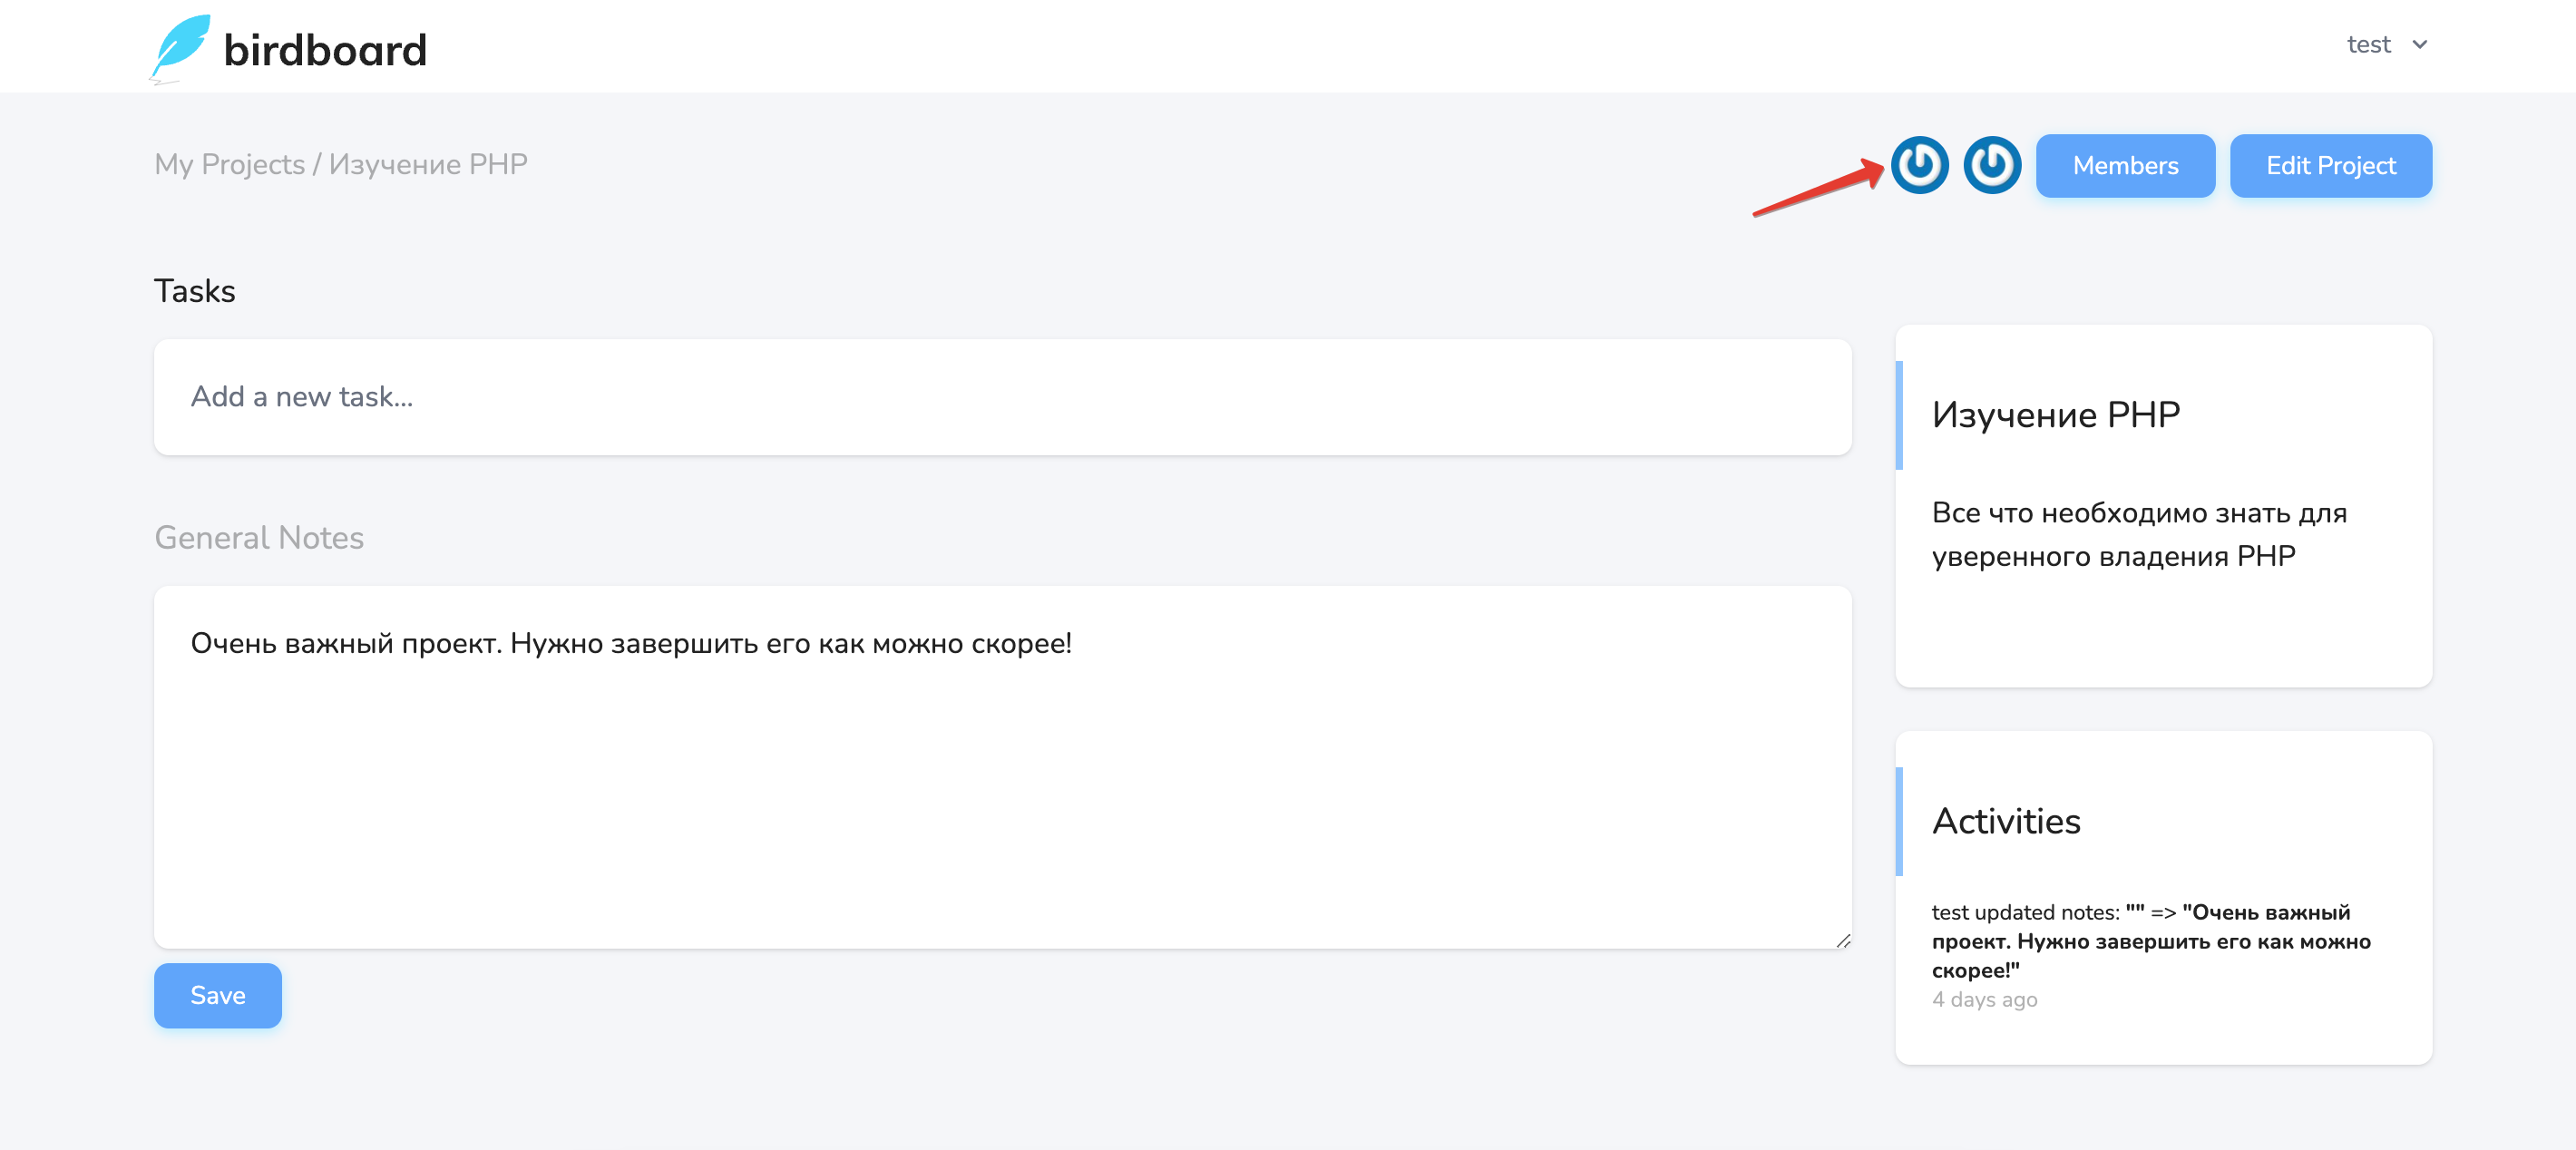 birdboard
test
My Projects / Изучение PHP
Members
Edit Project
Tasks
Add a new task...
General Notes
Очень важный проект. Нужно завершить его как можно скорее!
Save
Изучение PHP
Все что необходимо знать для
уверенного владения PHP
Activities
test updated notes: "" => "Очень важный
проект. Нужно завершить его как можно
скорее!"
4 days ago